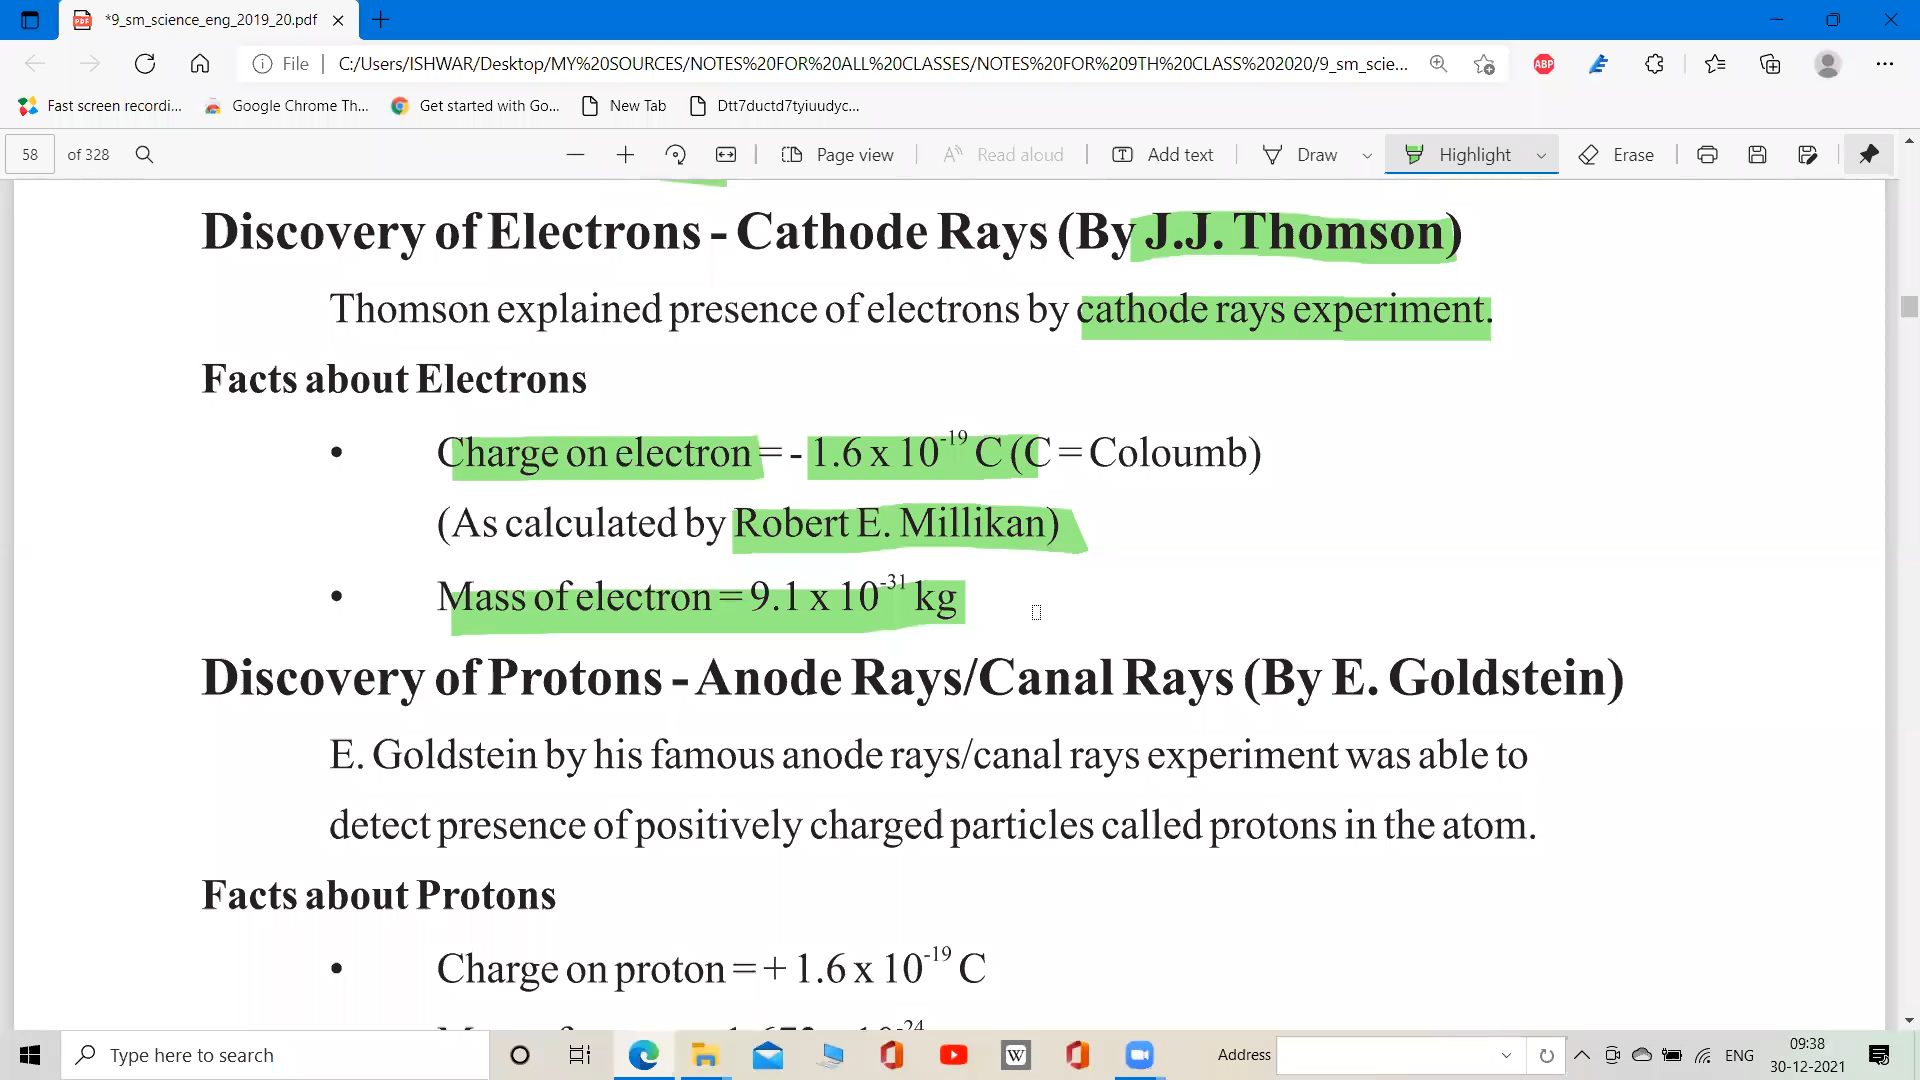 *9_sm_science_eng_2019_20.pdf
File C:/Users/ISHWAR/Desktop/MY%20SOURCES/NOTES%20FOR%20ALL%20CLASSES/NOTES%20FOR%209TH%20CLASS%202020/9_sm_scie...
ABP
Fast screen recordi... Google Chrome Th... Get started with Go... New Tab Dtt7ductd7tyiuudyc...
58 of 328 Page view Read aloud Add text Draw Highlight Erase
Discovery of Electrons - Cathode Rays (By J.J. Thomson)
Thomson explained presence of electrons by cathode rays experiment.
Facts about Electrons
• Charge on electron = - 1.6 x 10⁻¹⁹ C (C = Coloumb)
(As calculated by Robert E. Millikan)
• Mass of electron = 9.1 x 10⁻³¹ kg
Discovery of Protons - Anode Rays/Canal Rays (By E. Goldstein)
E. Goldstein by his famous anode rays/canal rays experiment was able to
detect presence of positively charged particles called protons in the atom.
Facts about Protons
• Charge on proton = + 1.6 x 10⁻¹⁹ C
Type here to search Address ENG 09:38
30-12-2021